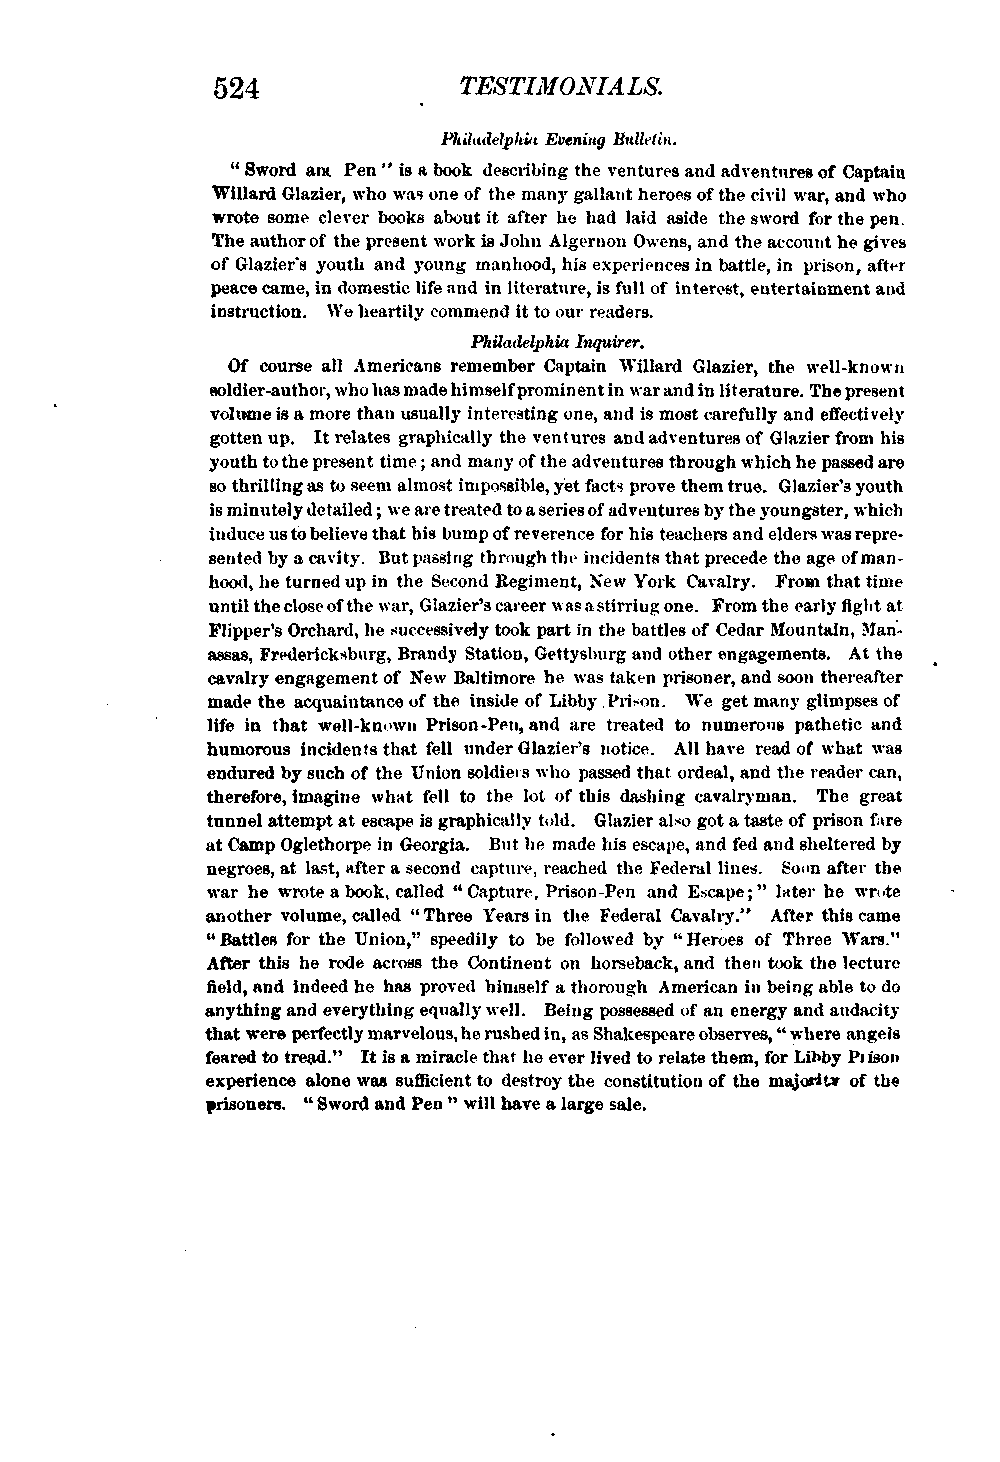 524 TESTIMONIALS.
Philadelphia Evening Bulletin.
“ Sword and Pen ” is a book describing the ventures and adventures of Captain
Willard Glazier, who was one of the many gallant heroes of the civil war, and who
wrote some clever books about it after he had laid aside the sword for the pen.
The author of the present work is John Algernon Owens, and the account he gives
of Glazier's youth and young manhood, his experiences in battle, in prison, after
peace came, in domestic life and in literature, is full of interest, entertainment and
instruction. We heartily commend it to our readers.
Philadelphia Inquirer.
Of course all Americans remember Captain Willard Glazier, the well-known
soldier-author, who has made himself prominent in war and in literature. The present
volume is a more than usually interesting one, and is most carefully and effectively
gotten up. It relates graphically the ventures and adventures of Glazier from his
youth to the present time; and many of the adventures through which he passed are
so thrilling as to seem almost impossible, yet facts prove them true. Glazier's youth
is minutely detailed; we are treated to a series of adventures by the youngster, which
induce us to believe that his bump of reverence for his teachers and elders was repre-
sented by a cavity. But passing through the incidents that precede the age of man-
hood, he turned up in the Second Regiment, New York Cavalry. From that time
until the close of the war, Glazier's career was a stirring one. From the early fight at
Flipper's Orchard, he successively took part in the battles of Cedar Mountain, Man-
assas, Fredericksburg, Brandy Station, Gettysburg and other engagements. At the
cavalry engagement of New Baltimore he was taken prisoner, and soon thereafter
made the acquaintance of the inside of Libby Prison. We get many glimpses of
life in that well-known Prison-Pen, and are treated to numerous pathetic and
humorous incidents that fell under Glazier's notice. All have read of what was
endured by such of the Union soldiers who passed that ordeal, and the reader can,
therefore, imagine what fell to the lot of this dashing cavalryman. The great
tunnel attempt at escape is graphically told. Glazier also got a taste of prison fare
at Camp Oglethorpe in Georgia. But he made his escape, and fed and sheltered by
negroes, at last, after a second capture, reached the Federal lines. Soon after the
war he wrote a book, called “ Capture, Prison-Pen and Escape;” later he wrote
another volume, called “ Three Years in the Federal Cavalry.” After this came
“ Battles for the Union,” speedily to be followed by “ Heroes of Three Wars.”
After this he rode across the Continent on horseback, and then took the lecture
field, and indeed he has proved himself a thorough American in being able to do
anything and everything equally well. Being possessed of an energy and audacity
that were perfectly marvelous, he rushed in, as Shakespeare observes, “ where angels
feared to tread.” It is a miracle that he ever lived to relate them, for Libby Prison
experience alone was sufficient to destroy the constitution of the majority of the
prisoners. “ Sword and Pen ” will have a large sale.